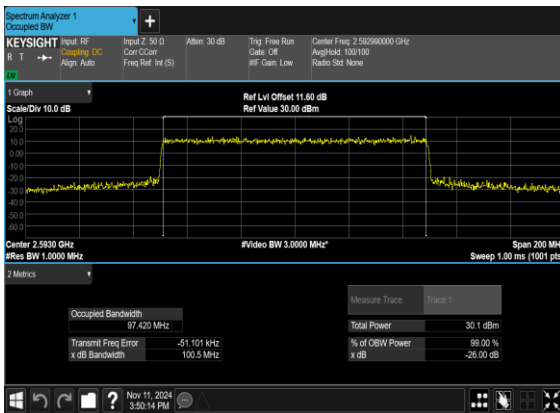 Spectrum Analyzer 1
Occupied BW
KEYSIGHT
R T
LV
Input: RF
Coupling: DC
Align: Auto
Input Z: 50 Ω
Corr CCorr
Freq Ref: Int (S)
Atten: 30 dB
Trig: Free Run
Gate: Off
#IF Gain: Low
Center Freq: 2.592990000 GHz
Avg|Hold: 100/100
Radio Std: None
1 Graph
Scale/Div 10.0 dB
Ref Lvl Offset 11.60 dB
Ref Value 30.00 dBm
Log
20.0
10.0
0.00
-10.0
-20.0
-30.0
-40.0
-50.0
-60.0
Center 2.5930 GHz
#Res BW 1.0000 MHz
#Video BW 3.0000 MHz*
Span 200 MH
Sweep 1.00 ms (1001 pts
2 Metrics
Occupied Bandwidth
97.420 MHz
Transmit Freq Error -51.101 kHz
x dB Bandwidth 100.5 MHz
Measure Trace Trace 1
Total Power 30.1 dBm
% of OBW Power 99.00 %
x dB -26.00 dB
Nov 11, 2024
3:50:14 PM